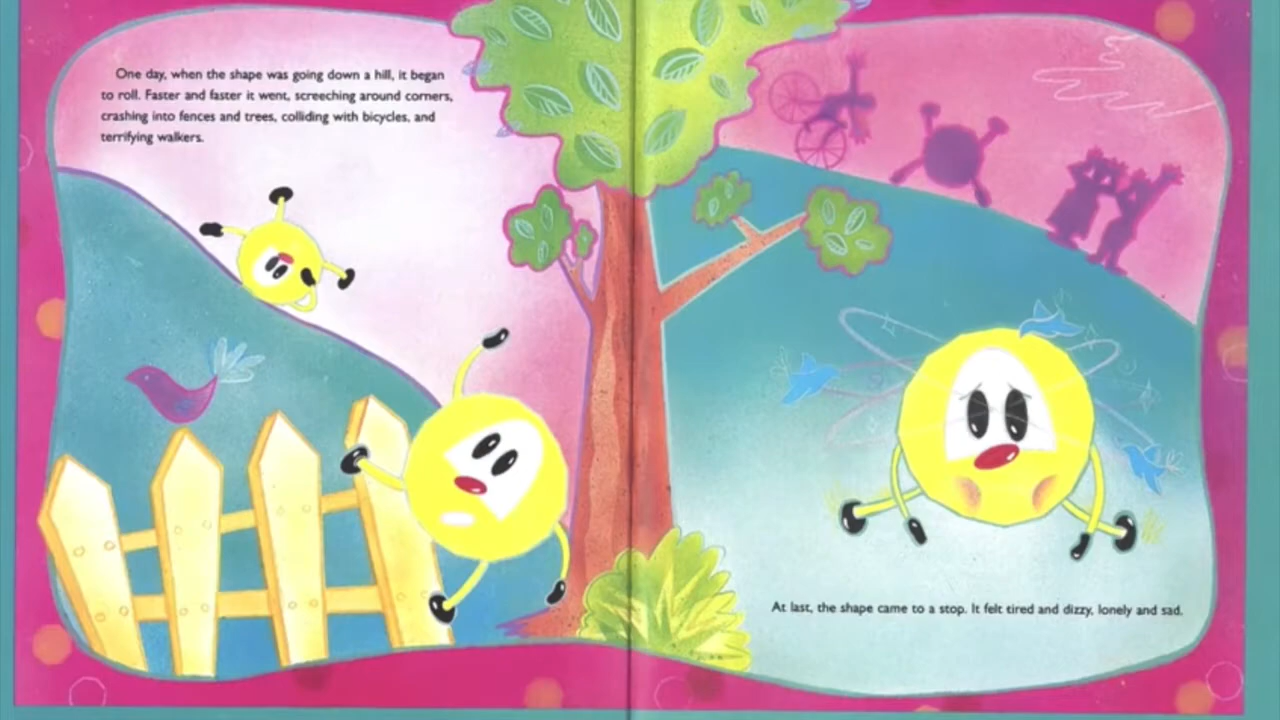 One day, when the shape was going down a hill, it began
to roll. Faster and faster it went, screeching around corners,
crashing into fences and trees, colliding with bicycles, and
terrifying walkers.
At last, the shape came to a stop. It felt tired and dizzy, lonely and sad.